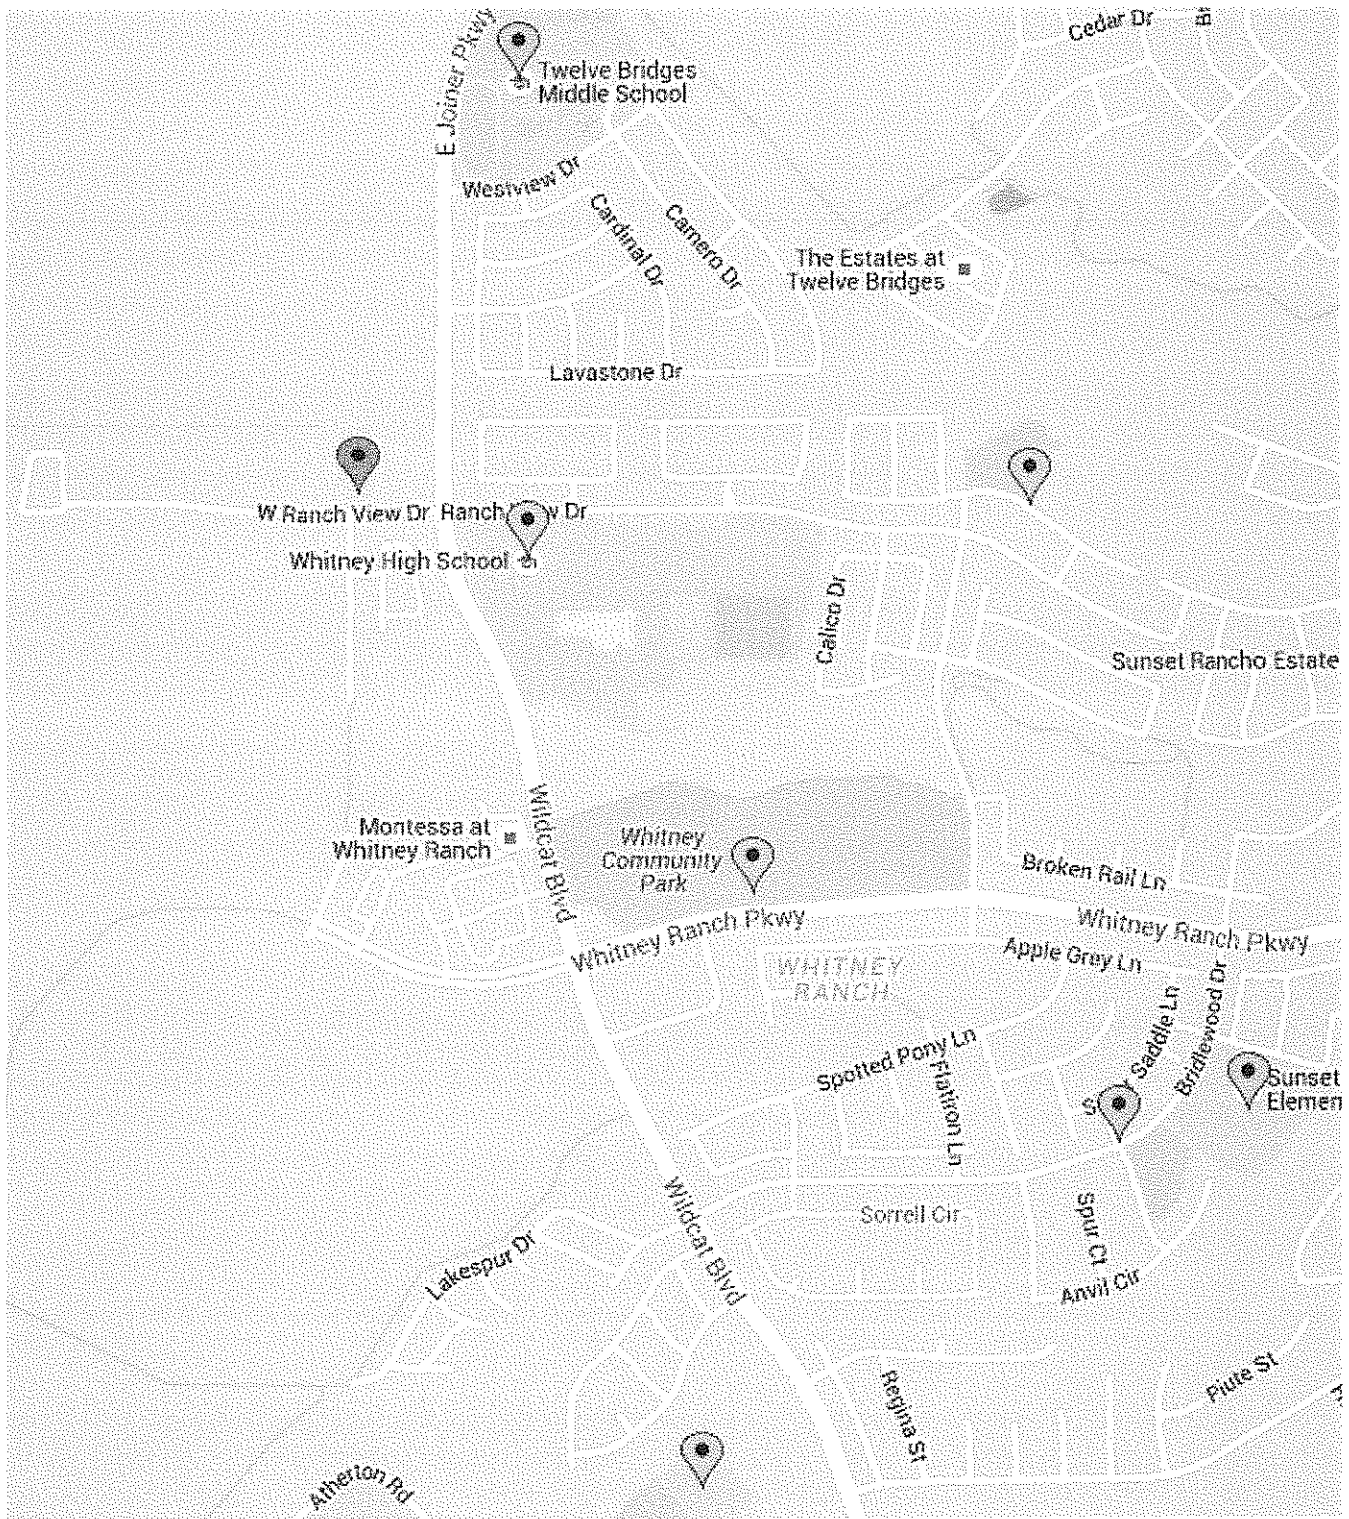 Cedar Dr
Br
E Joiner Pkwy
Twelve Bridges
Middle School
Westview Dr
Cardinal Dr
Camero Dr
The Estates at
Twelve Bridges
Lavastone Dr
W Ranch View Dr
Ranch Dr
Whitney High School
Calico Dr
Sunset Rancho Estate
Montessa at
Whitney Ranch
Wildcat Blvd
Whitney
Community
Park
Broken Rail Ln
Whitney Ranch Pkwy
Whitney Ranch Pkwy
Apple Grey Ln
WHITNEY
RANCH
Saddle Ln
Bridlewood Dr
Spotted Pony Ln
Flatiron Ln
Sunset
Elemen
Wildcat Blvd
Sorrell Cir
Spur Ct
Lakespur Dr
Anvil Cir
Piute St
Regina St
Atherton Rd